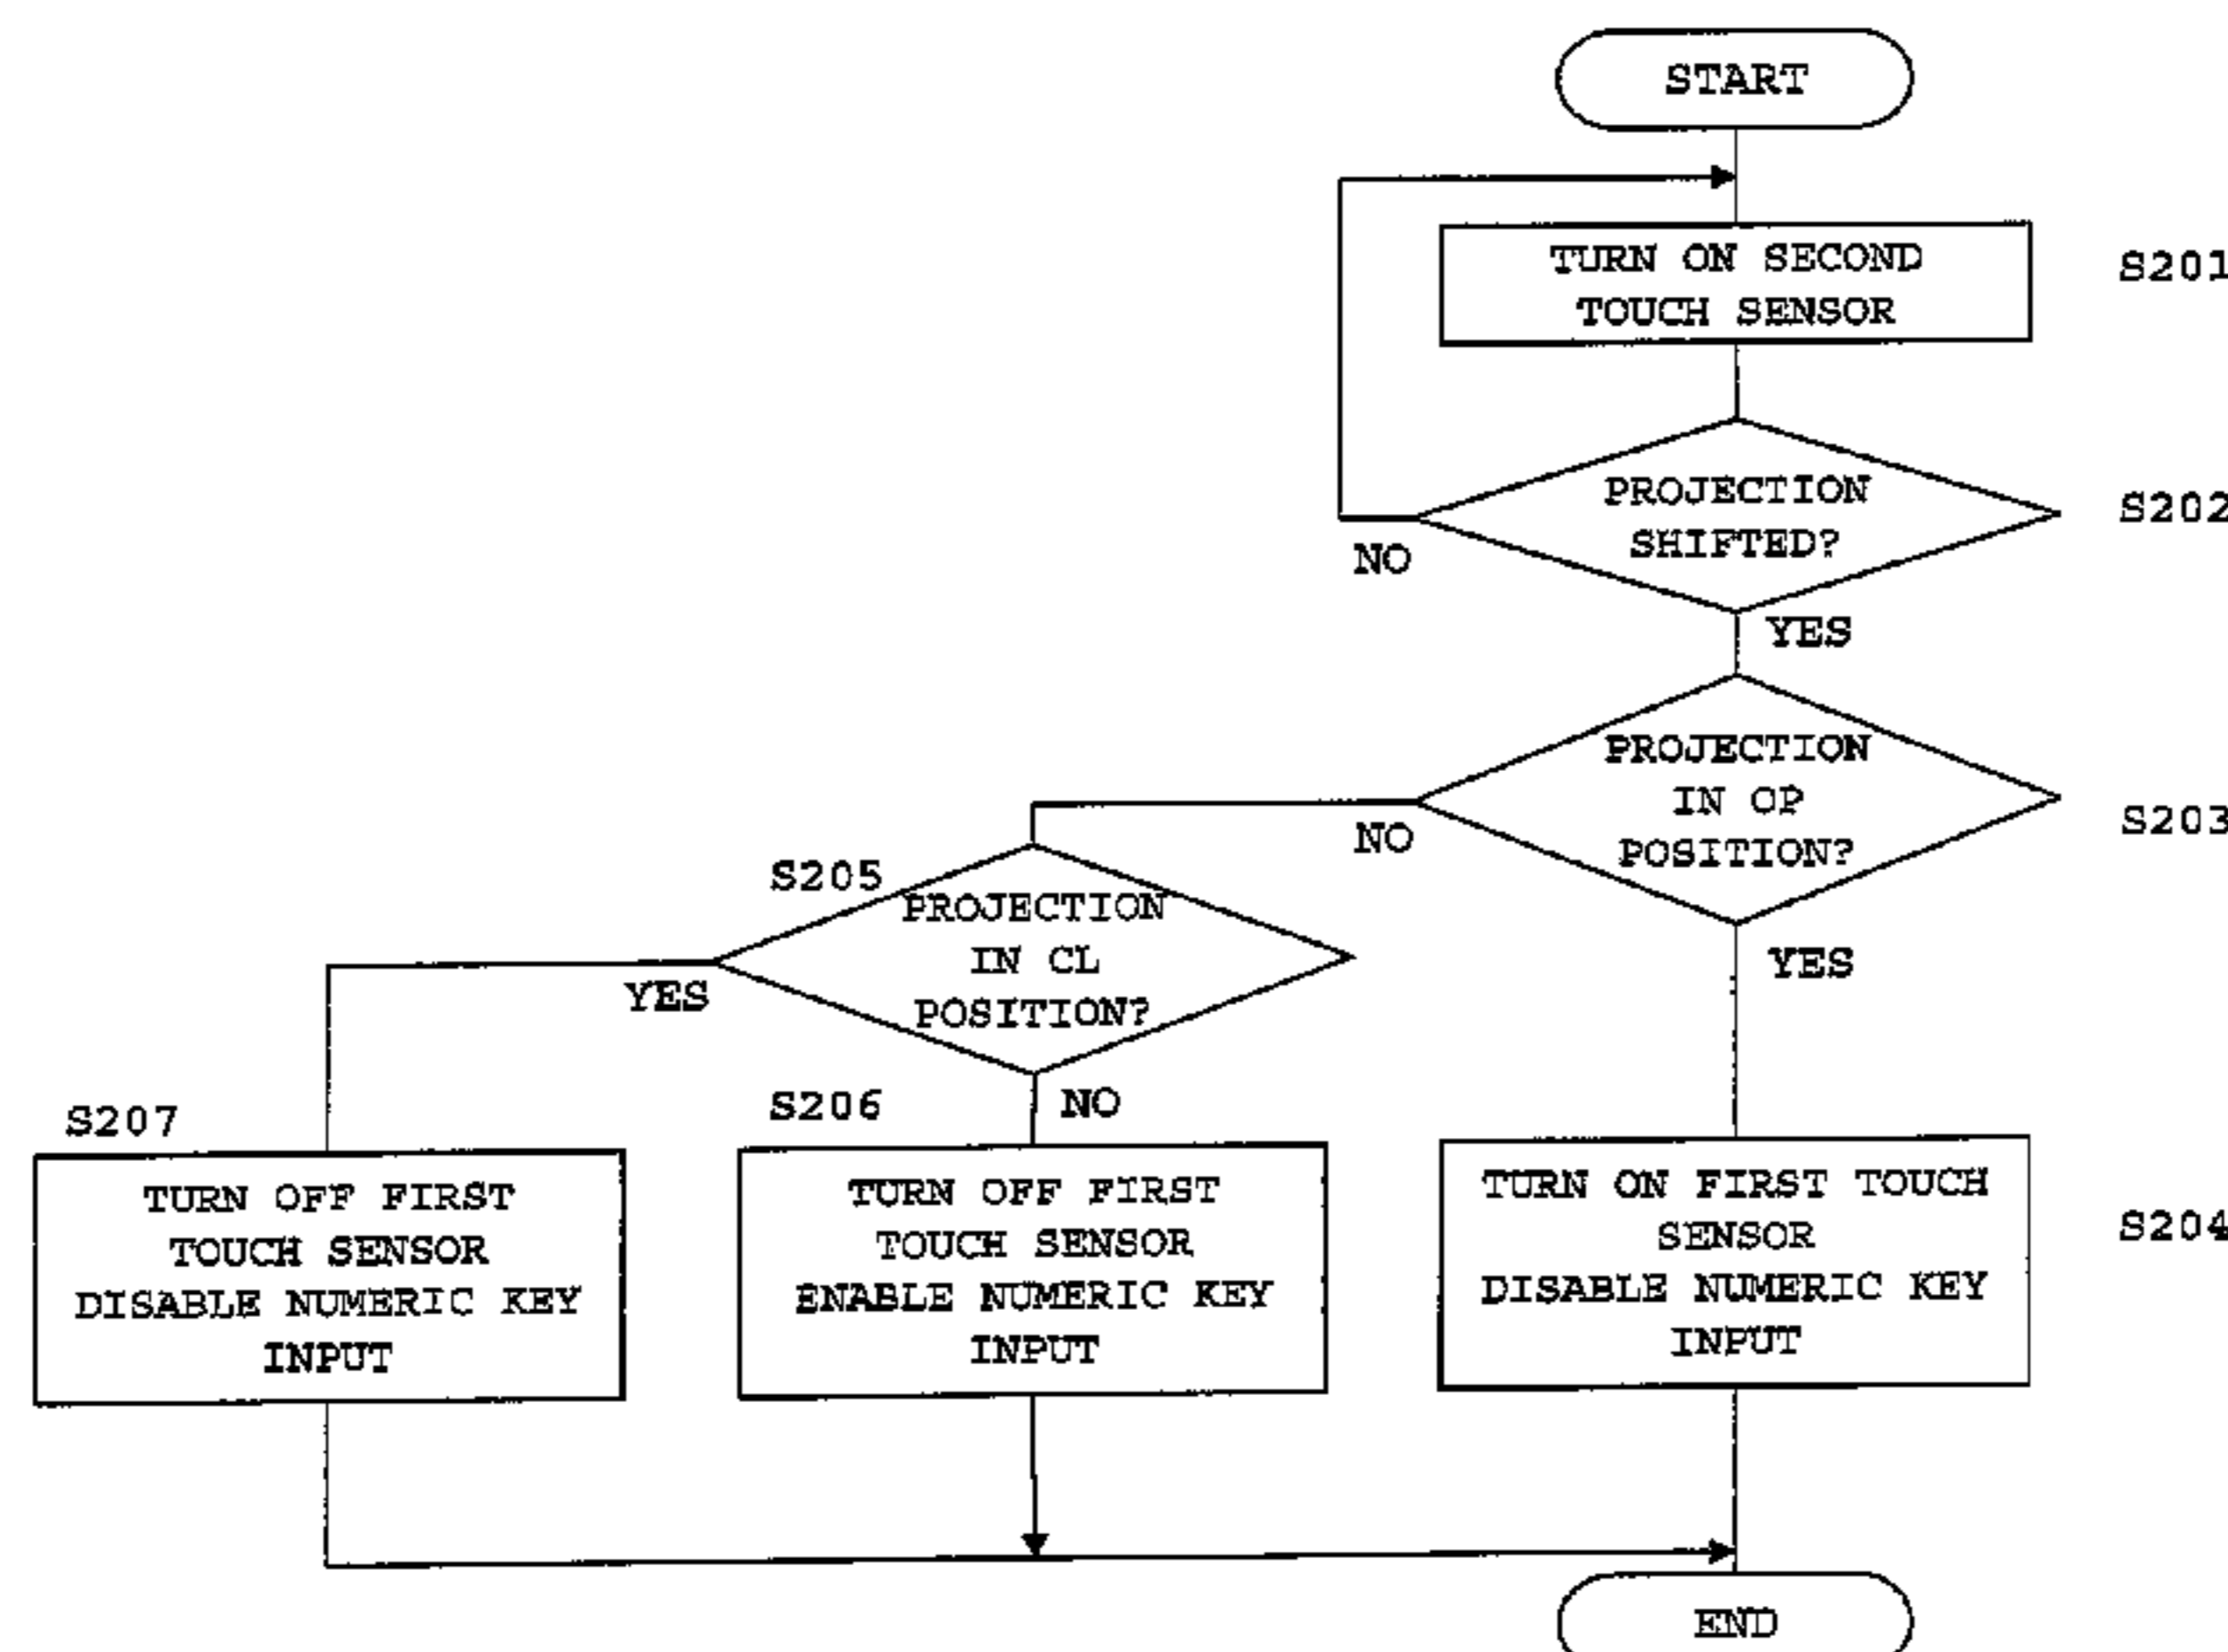 START
TURN ON SECOND
TOUCH SENSOR
S201
PROJECTION
SHIFTED?
S202
NO
YES
PROJECTION
IN OP
POSITION?
S203
NO
YES
S205
PROJECTION
IN CL
POSITION?
YES
NO
S207
TURN OFF FIRST
TOUCH SENSOR
DISABLE NUMERIC KEY
INPUT
S206
TURN OFF FIRST
TOUCH SENSOR
ENABLE NUMERIC KEY
INPUT
TURN ON FIRST TOUCH
SENSOR
DISABLE NUMERIC KEY
INPUT
S204
END